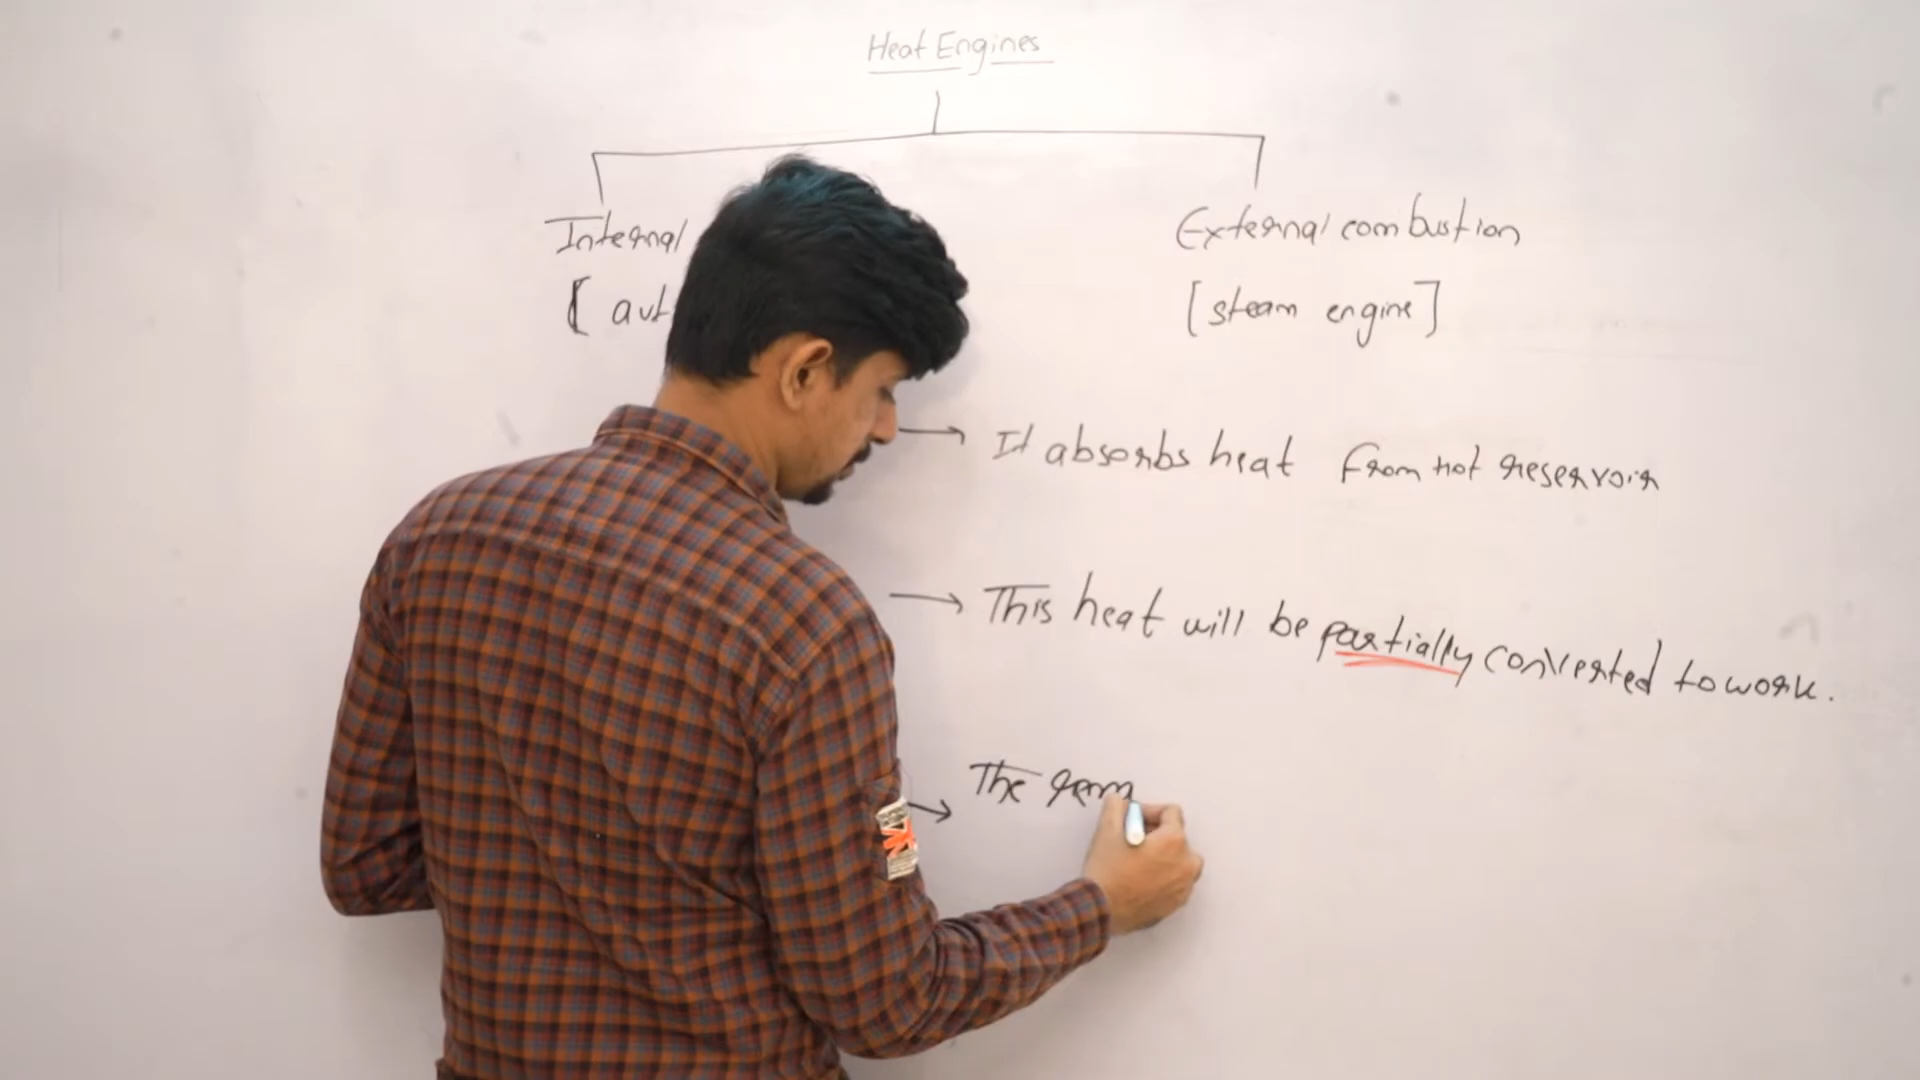 Heat Engines
Internal
External combustion
[ aut
[steam engine]
→ It absorbs heat from hot reservoir
→ This heat will be partially converted to work.
→ The rem